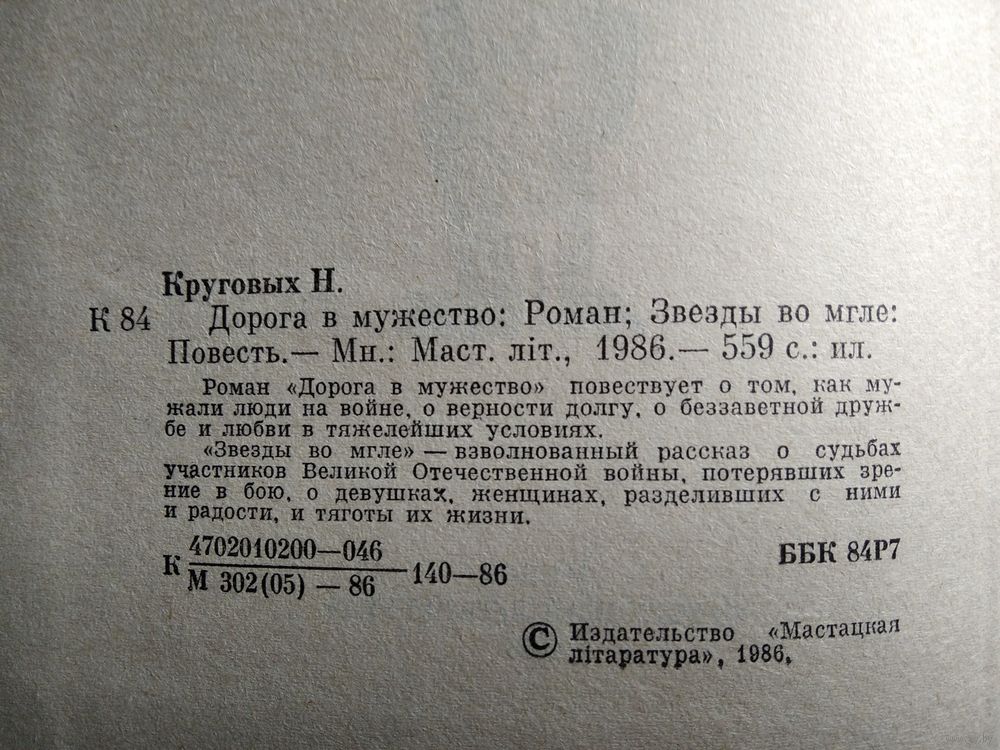 Круговых Н.
К 84 Дорога в мужество: Роман; Звезды во мгле:
Повесть.— Мн.: Маст. літ., 1986.— 559 с.: ил.
Роман «Дорога в мужество» повествует о том, как му-
жали люди на войне, о верности долгу, о беззаветной друж-
бе и любви в тяжелейших условиях.
«Звезды во мгле» — взволнованный рассказ о судьбах
участников Великой Отечественной войны, потерявших зре-
ние в бою, о девушках, женщинах, разделивших с ними
и радости, и тяготы их жизни.
4702010200—046
К 140—86
М 302(05) — 86
ББК 84Р7
© Издательство «Мастацкая
літаратура», 1986.